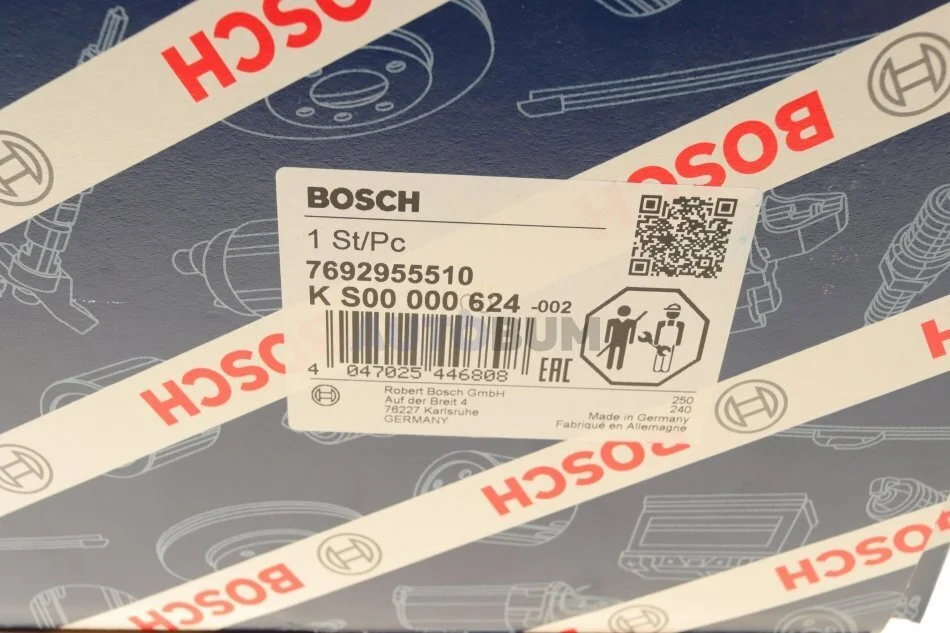 BOSCH
BOSCH
BOSCH
1 St/Pc
7692955510
K S00 000 624 -002
AUTOBUM
4 047025 446808
EAC
Robert Bosch GmbH
Auf der Breit 4
76227 Karlsruhe
GERMANY
250
240
Made in Germany
Fabriqué en Allemagne
BOSCH
BOSCH
BOSCH
BOSCH